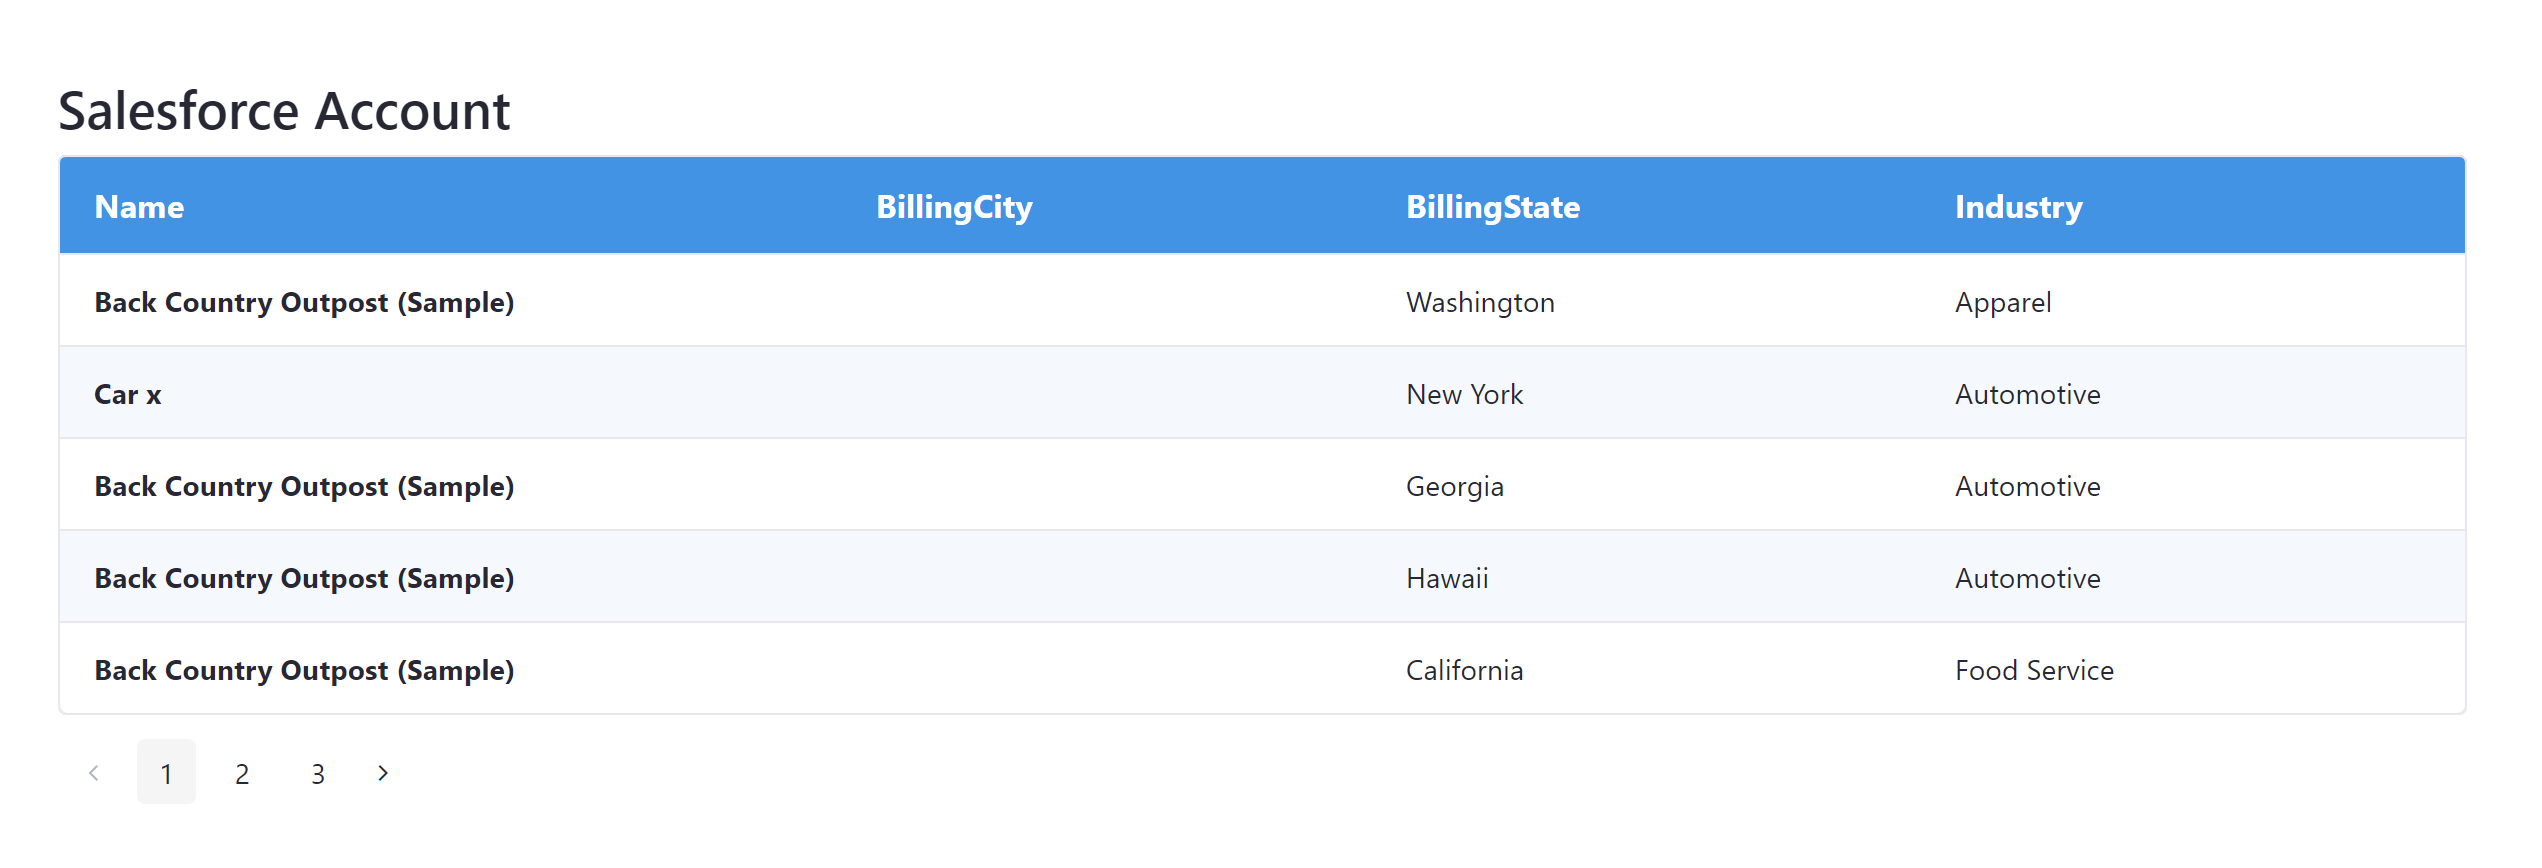 Salesforce Account
Name BillingCity BillingState Industry
Back Country Outpost (Sample) Washington Apparel
Car x New York Automotive
Back Country Outpost (Sample) Georgia Automotive
Back Country Outpost (Sample) Hawaii Automotive
Back Country Outpost (Sample) California Food Service
1 2 3